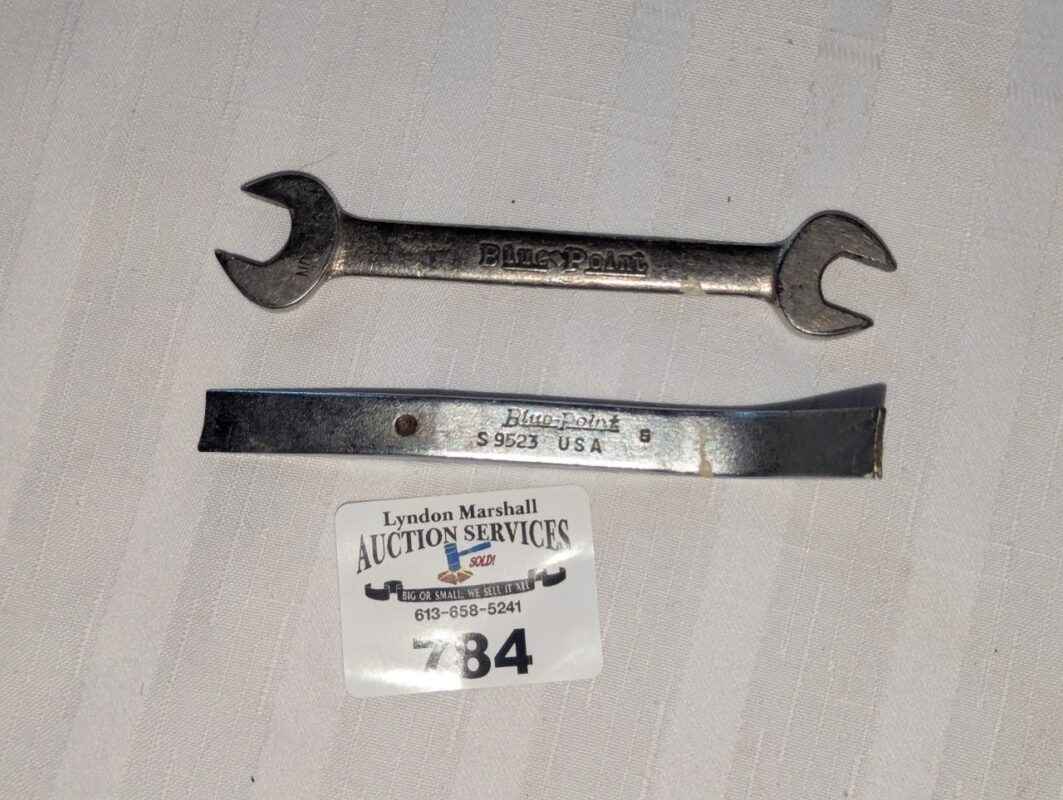 Blue-Point
Blue-Point
S 9523 USA
Lyndon Marshall
AUCTION SERVICES
SOLD!
BIG OR SMALL, WE SELL IT ALL
613-658-5241
784